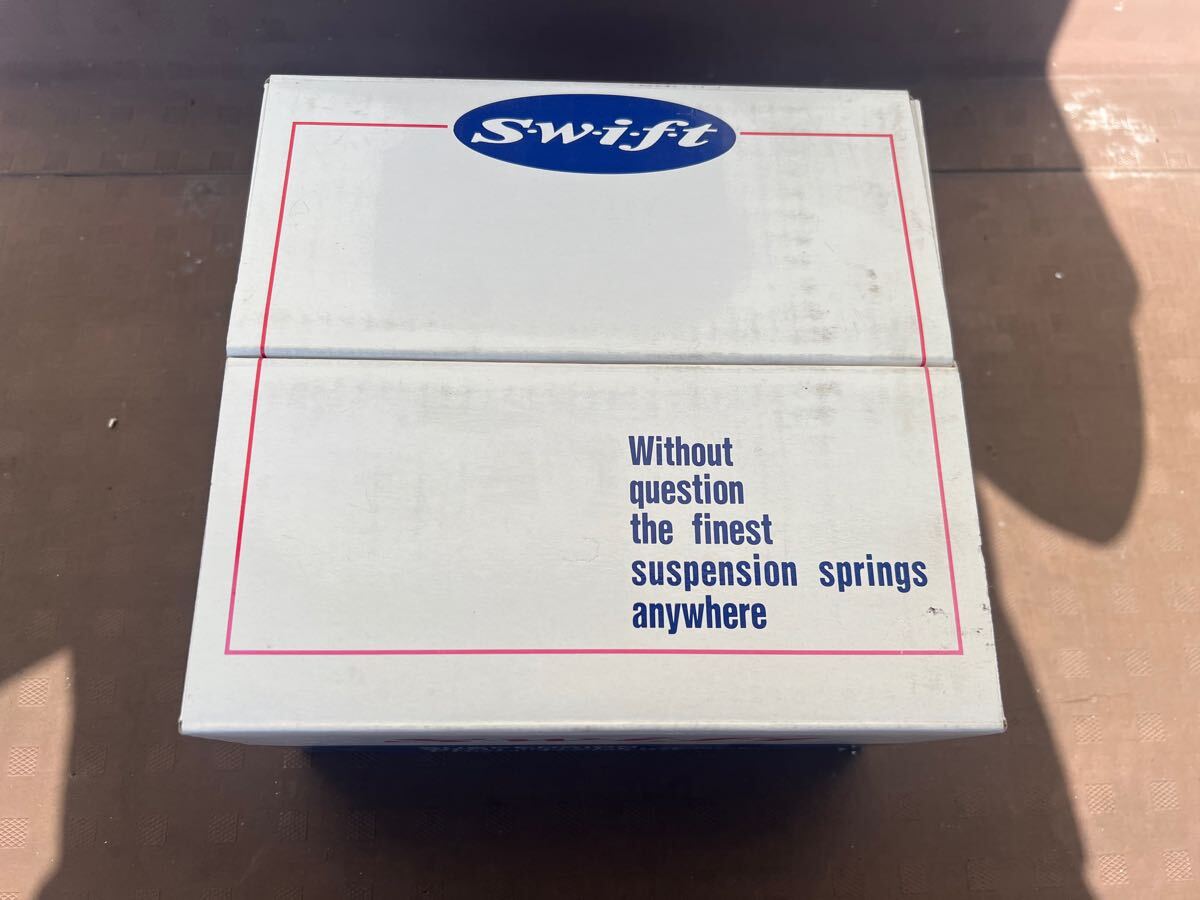 S·w·i·f·t
Without
question
the finest
suspension springs
anywhere